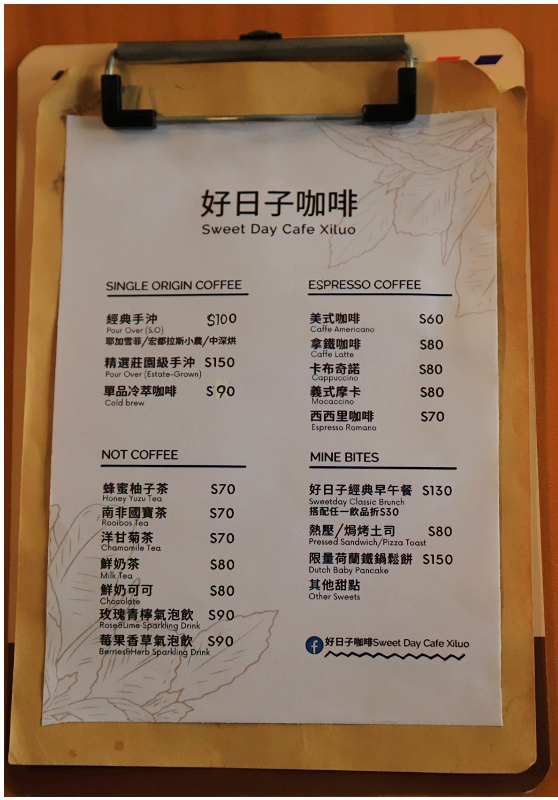 好日子咖啡
Sweet Day Cafe Xiluo
SINGLE ORIGIN COFFEE
經典手沖 $100
Pour Over (S.O)
耶加雪菲/宏都拉斯小農/中深烘
精選莊園級手沖 $150
Pour Over (Estate-Grown)
單品冷萃咖啡 $90
Cold brew
ESPRESSO COFFEE
美式咖啡 $60
Caffe Americano
拿鐵咖啡 $80
Caffe Latte
卡布奇諾 $80
Cappuccino
義式摩卡 $80
Mocaccino
西西里咖啡 $70
Espresso Romano
NOT COFFEE
蜂蜜柚子茶 $70
Honey Yuzu Tea
南非國寶茶 $70
Rooibos Tea
洋甘菊茶 $70
Chamomile Tea
鮮奶茶 $80
Milk Tea
鮮奶可可 $80
Chocolate
玫瑰青檸氣泡飲 $90
Rose&Lime Sparkling Drink
莓果香草氣泡飲 $90
Berries&Herb Sparkling Drink
MINE BITES
好日子經典早午餐 $130
Sweetday Classic Brunch
搭配任一飲品折$30
熱壓/焗烤土司 $80
Pressed Sandwich/Pizza Toast
限量荷蘭鐵鍋鬆餅 $150
Dutch Baby Pancake
其他甜點
Other Sweets
好日子咖啡Sweet Day Cafe Xiluo